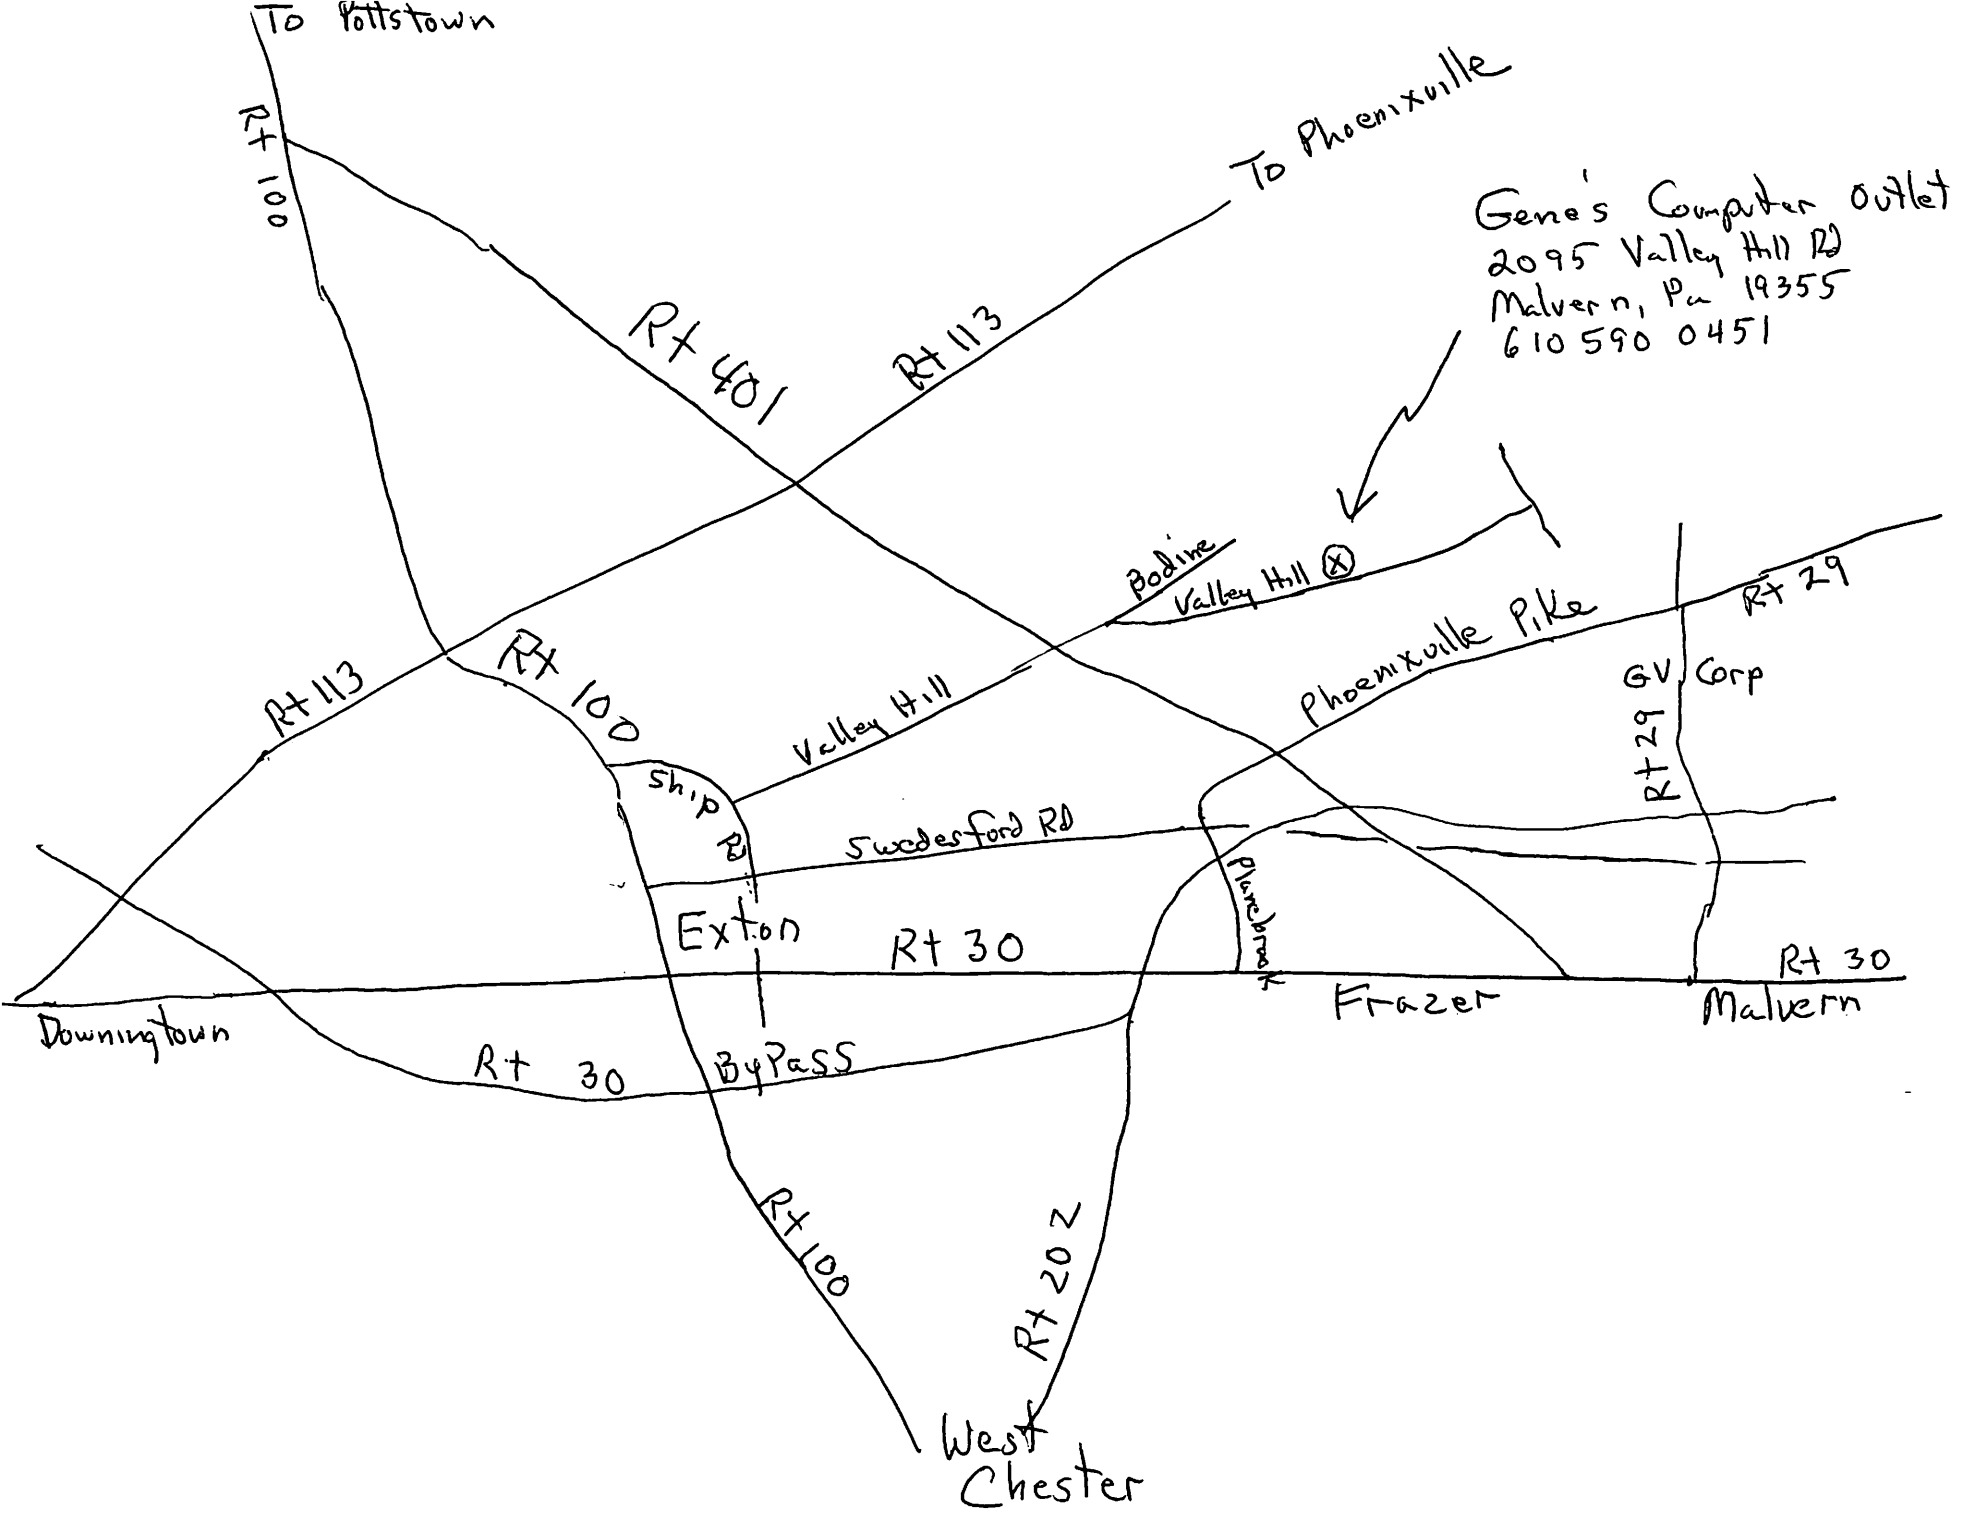 To Pottstown
Rt 100
To Phoenixville
Gene's Computer Outlet
2095 Valley Hill Rd
Malvern, Pa 19355
610 590 0451
Rt 401
Rt 113
Bodine
Valley Hill X
Phoenixville Pike
Rt 29
Rt 113
Rt 100
Valley Hill
GV Corp
Rt 29
Ship Rd
Swedesford Rd
Planebrook
Exton
Rt 30
Rt 30
Downingtown
Frazer
Malvern
Rt 30 ByPass
Rt 100
Rt 202
West
Chester